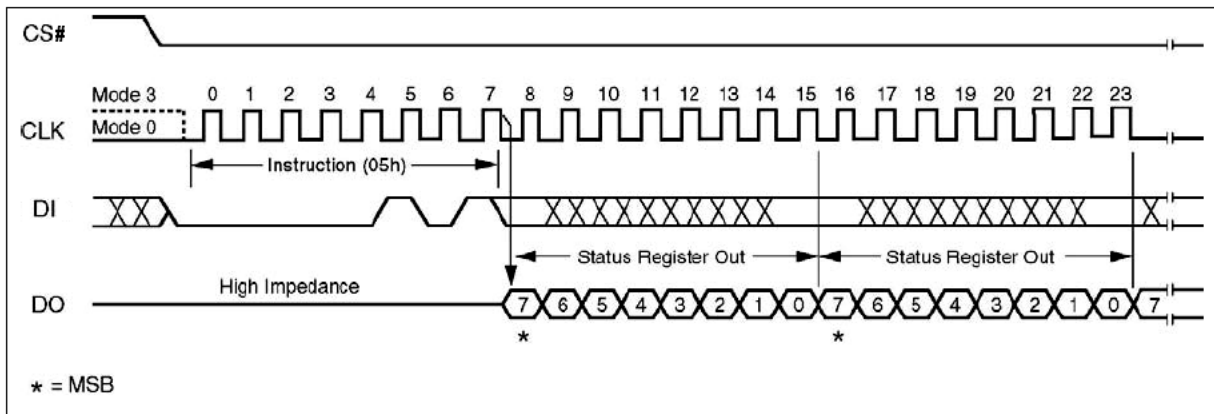 CS#
Mode 3
0 1 2 3 4 5 6 7 8 9 10 11 12 13 14 15 16 17 18 19 20 21 22 23
CLK
Mode 0
Instruction (05h)
DI
Status Register Out
Status Register Out
High Impedance
DO
7 6 5 4 3 2 1 0 7 6 5 4 3 2 1 0 7
* *
* = MSB